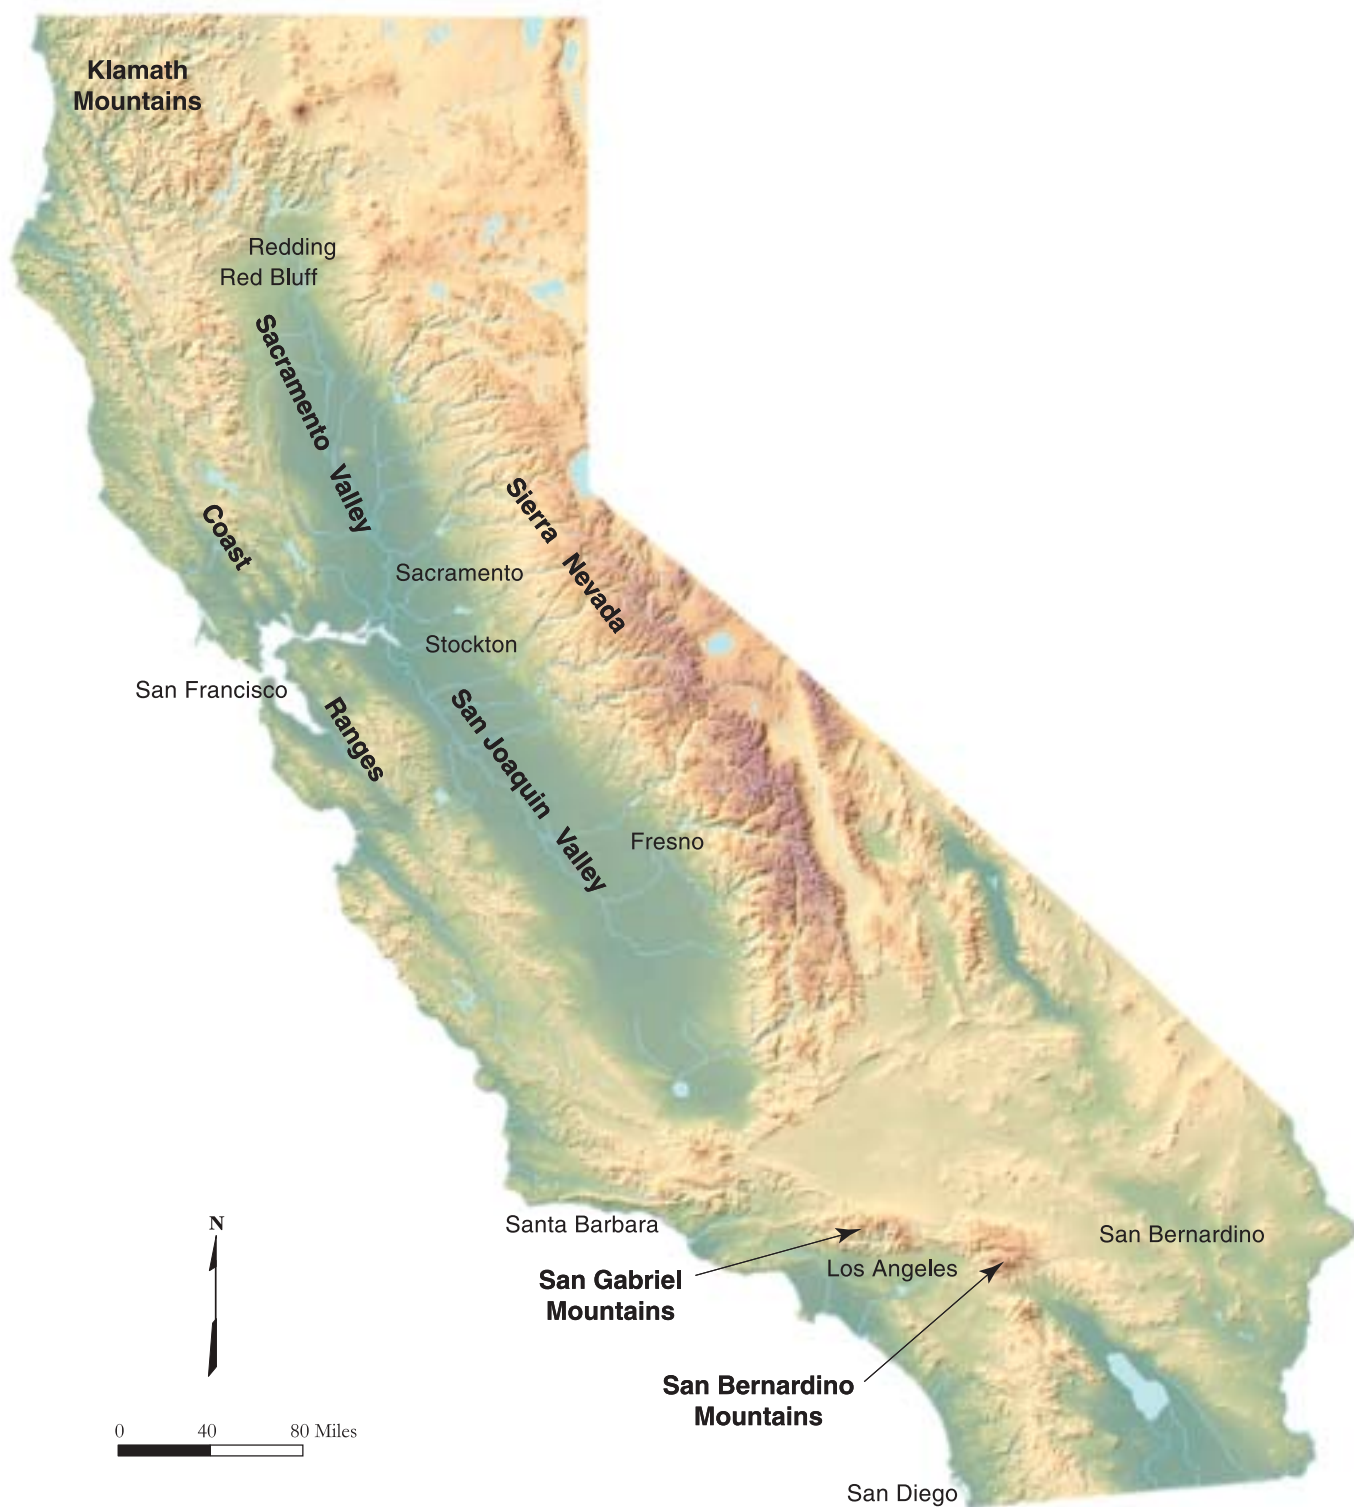 Klamath
Mountains
Redding
Red Bluff
Sacramento Valley
Sierra Nevada
Coast
Sacramento
Stockton
San Francisco
Ranges
San Joaquin Valley
Fresno
N
Santa Barbara
San Bernardino
Los Angeles
San Gabriel
Mountains
San Bernardino
Mountains
0 40 80 Miles
San Diego